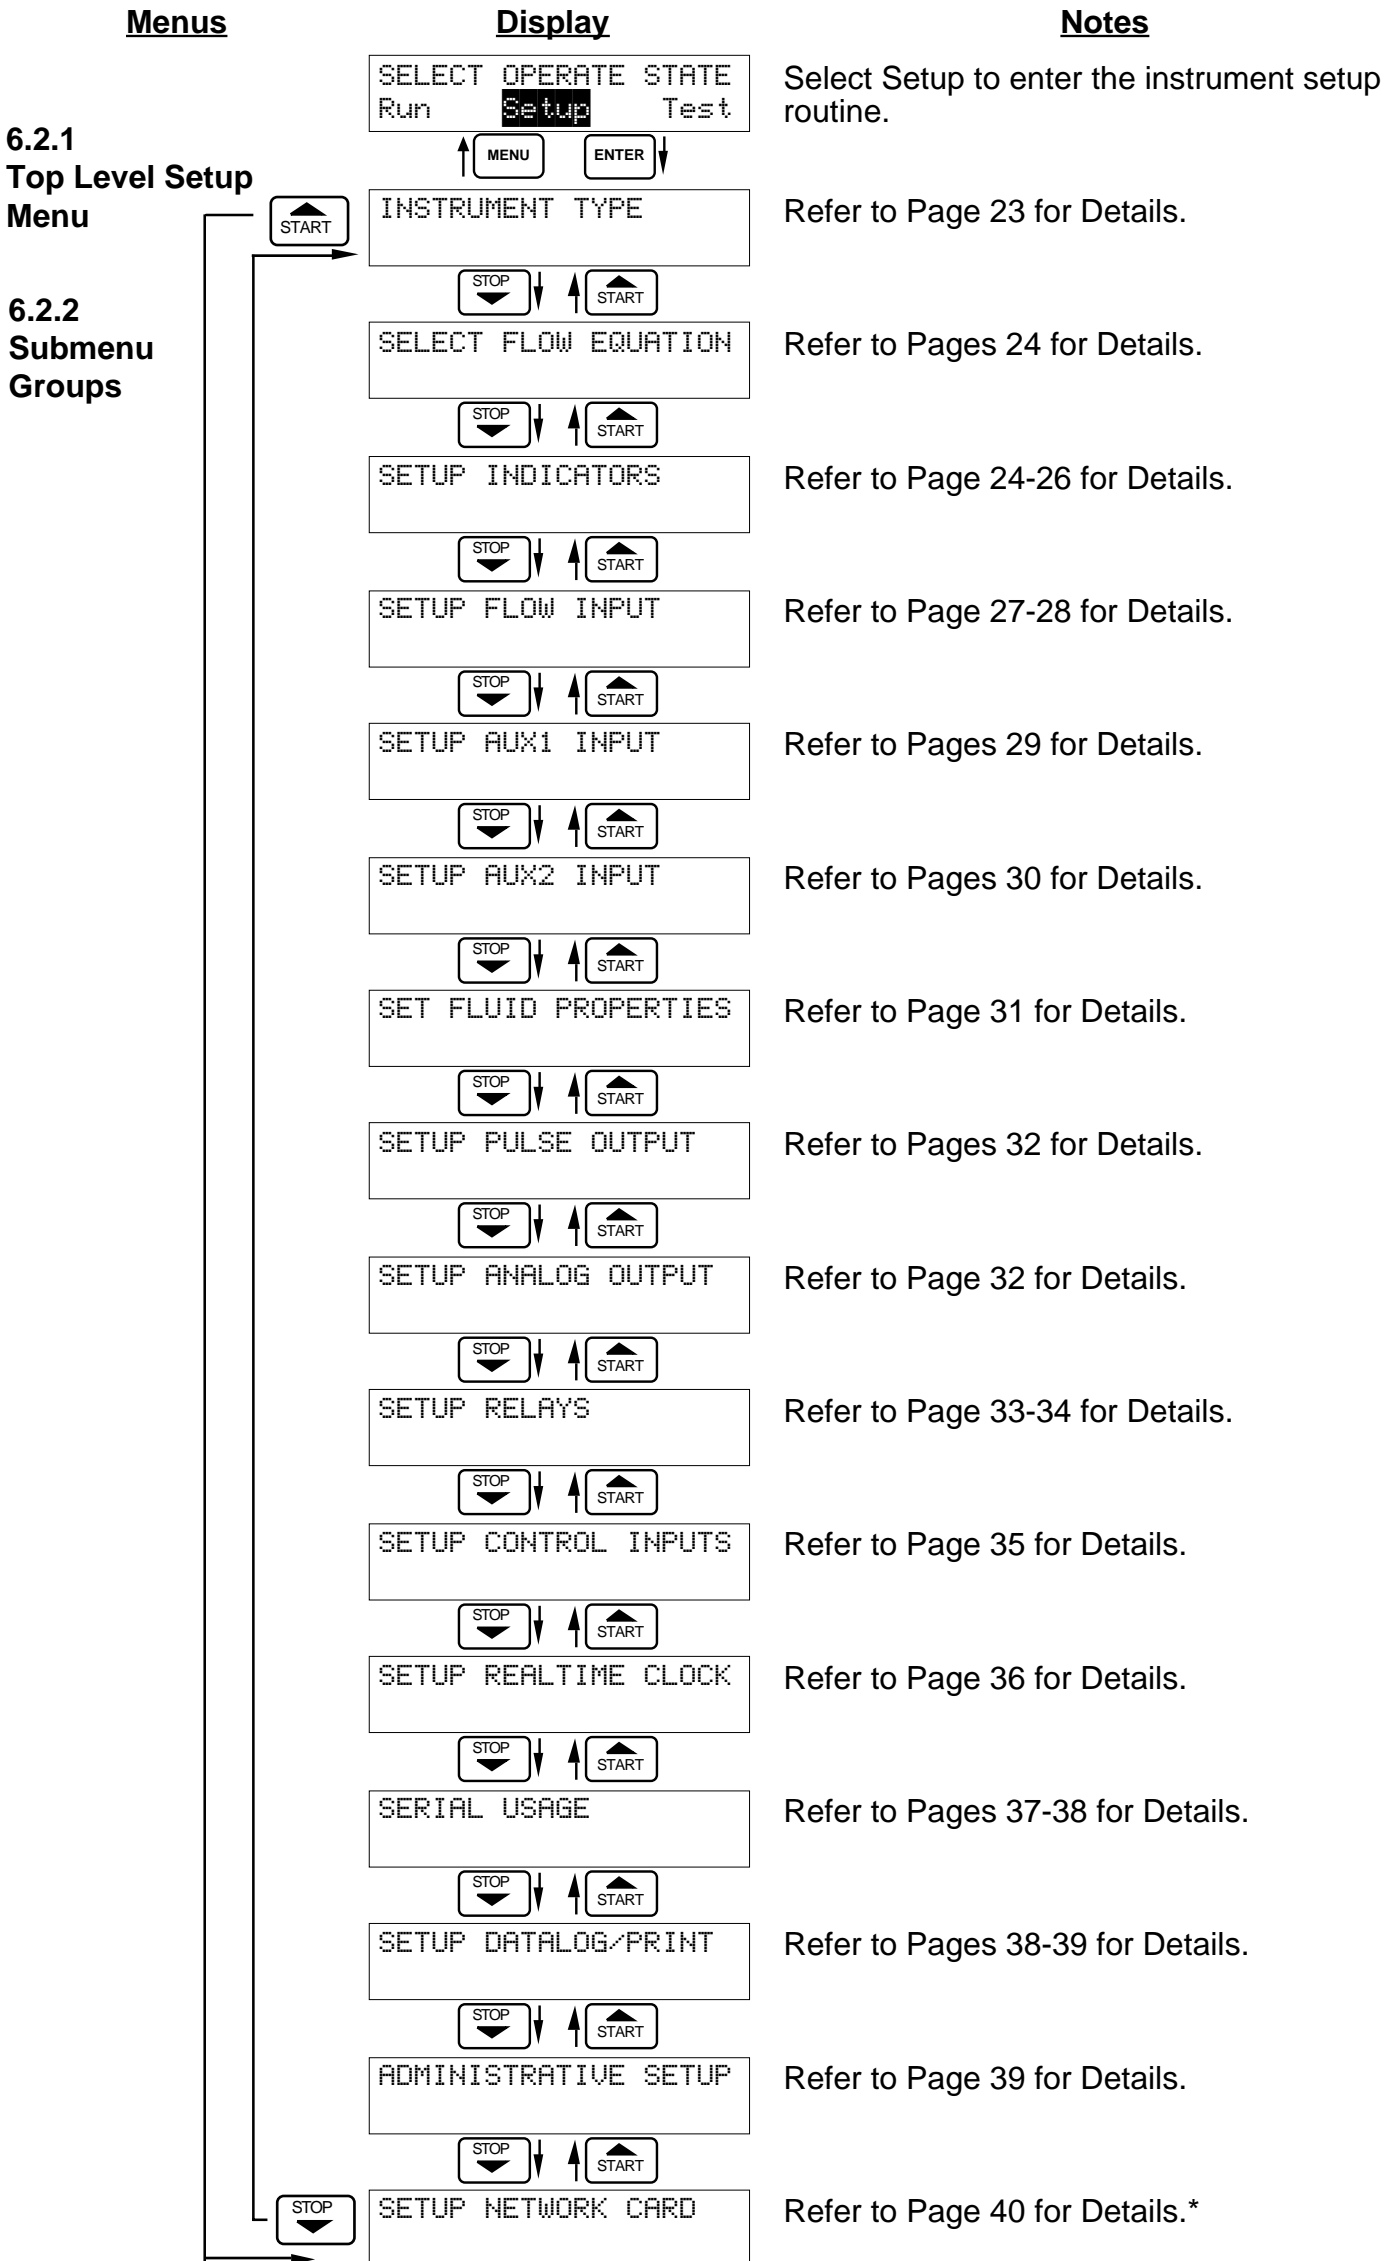 Menus
Display
Notes
SELECT OPERATE STATE
Run Setup Test
Select Setup to enter the instrument setup
routine.
MENU
ENTER
6.2.1
Top Level Setup
Menu
START
INSTRUMENT TYPE
Refer to Page 23 for Details.
STOP
START
6.2.2
Submenu
Groups
SELECT FLOW EQUATION
Refer to Pages 24 for Details.
STOP
START
SETUP INDICATORS
Refer to Page 24-26 for Details.
STOP
START
SETUP FLOW INPUT
Refer to Page 27-28 for Details.
STOP
START
SETUP AUX1 INPUT
Refer to Pages 29 for Details.
STOP
START
SETUP AUX2 INPUT
Refer to Pages 30 for Details.
STOP
START
SET FLUID PROPERTIES
Refer to Page 31 for Details.
STOP
START
SETUP PULSE OUTPUT
Refer to Pages 32 for Details.
STOP
START
SETUP ANALOG OUTPUT
Refer to Page 32 for Details.
STOP
START
SETUP RELAYS
Refer to Page 33-34 for Details.
STOP
START
SETUP CONTROL INPUTS
Refer to Page 35 for Details.
STOP
START
SETUP REALTIME CLOCK
Refer to Page 36 for Details.
STOP
START
SERIAL USAGE
Refer to Pages 37-38 for Details.
STOP
START
SETUP DATALOG/PRINT
Refer to Pages 38-39 for Details.
STOP
START
ADMINISTRATIVE SETUP
Refer to Page 39 for Details.
STOP
START
STOP
SETUP NETWORK CARD
Refer to Page 40 for Details.*